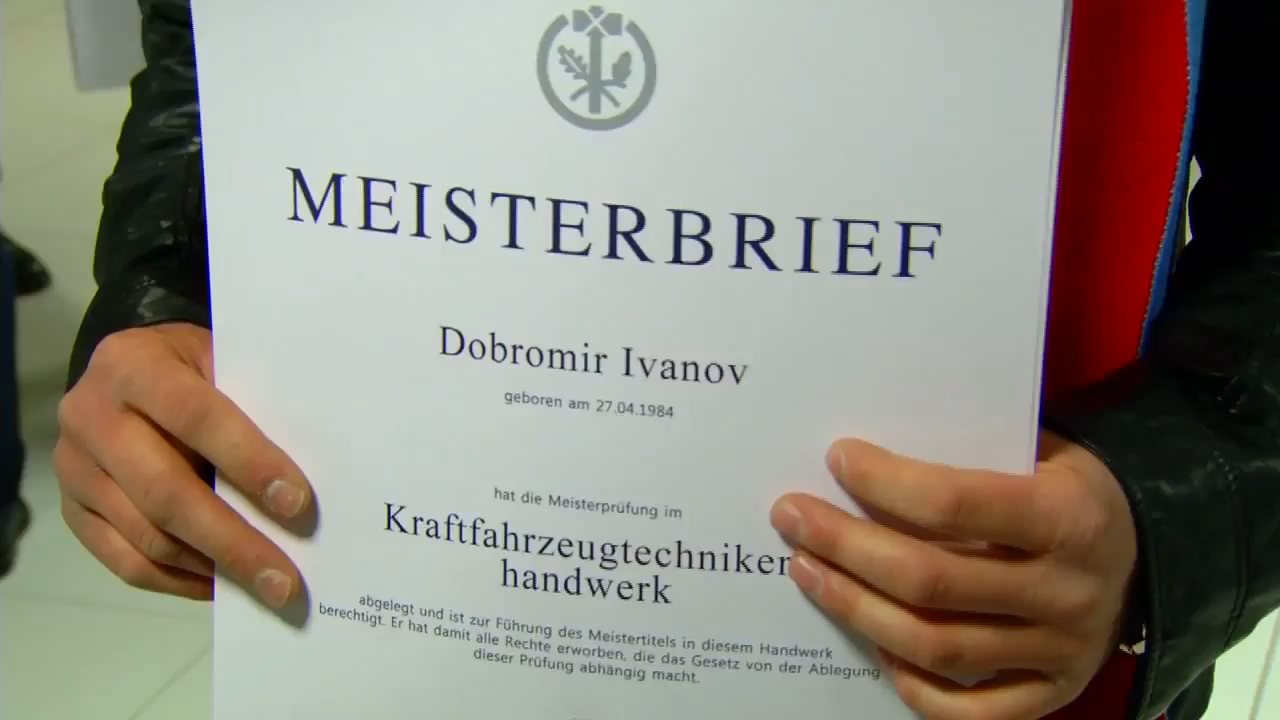 MEISTERBRIEF
Dobromir Ivanov
geboren am 27.04.1984
hat die Meisterprüfung im
Kraftfahrzeugtechniker
handwerk
abgelegt und ist zur Führung des Meistertitels in diesem Handwerk
berechtigt. Er hat damit alle Rechte erworben, die das Gesetz von der Ablegung
dieser Prüfung abhängig macht.